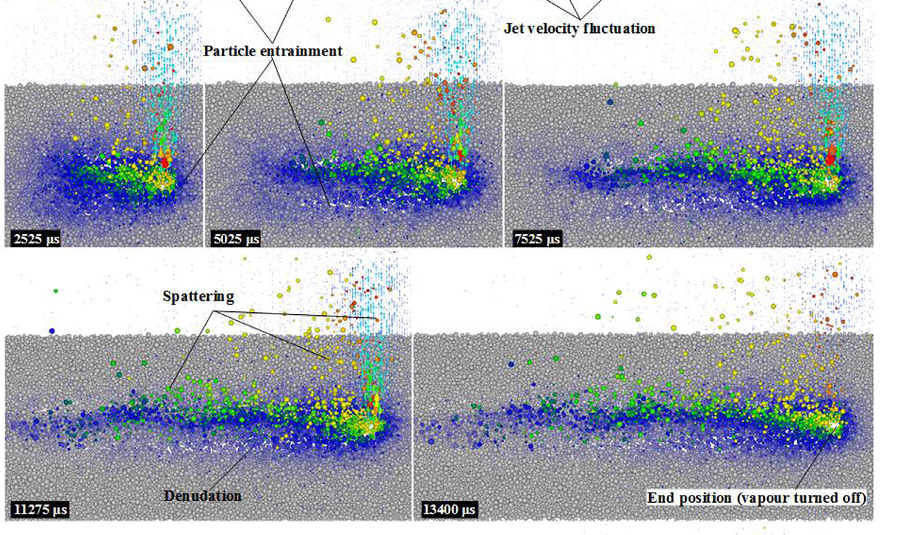 Jet velocity fluctuation
Particle entrainment
2525 µs
5025 µs
7525 µs
Spattering
Denudation
End position (vapour turned off)
11275 µs
13400 µs